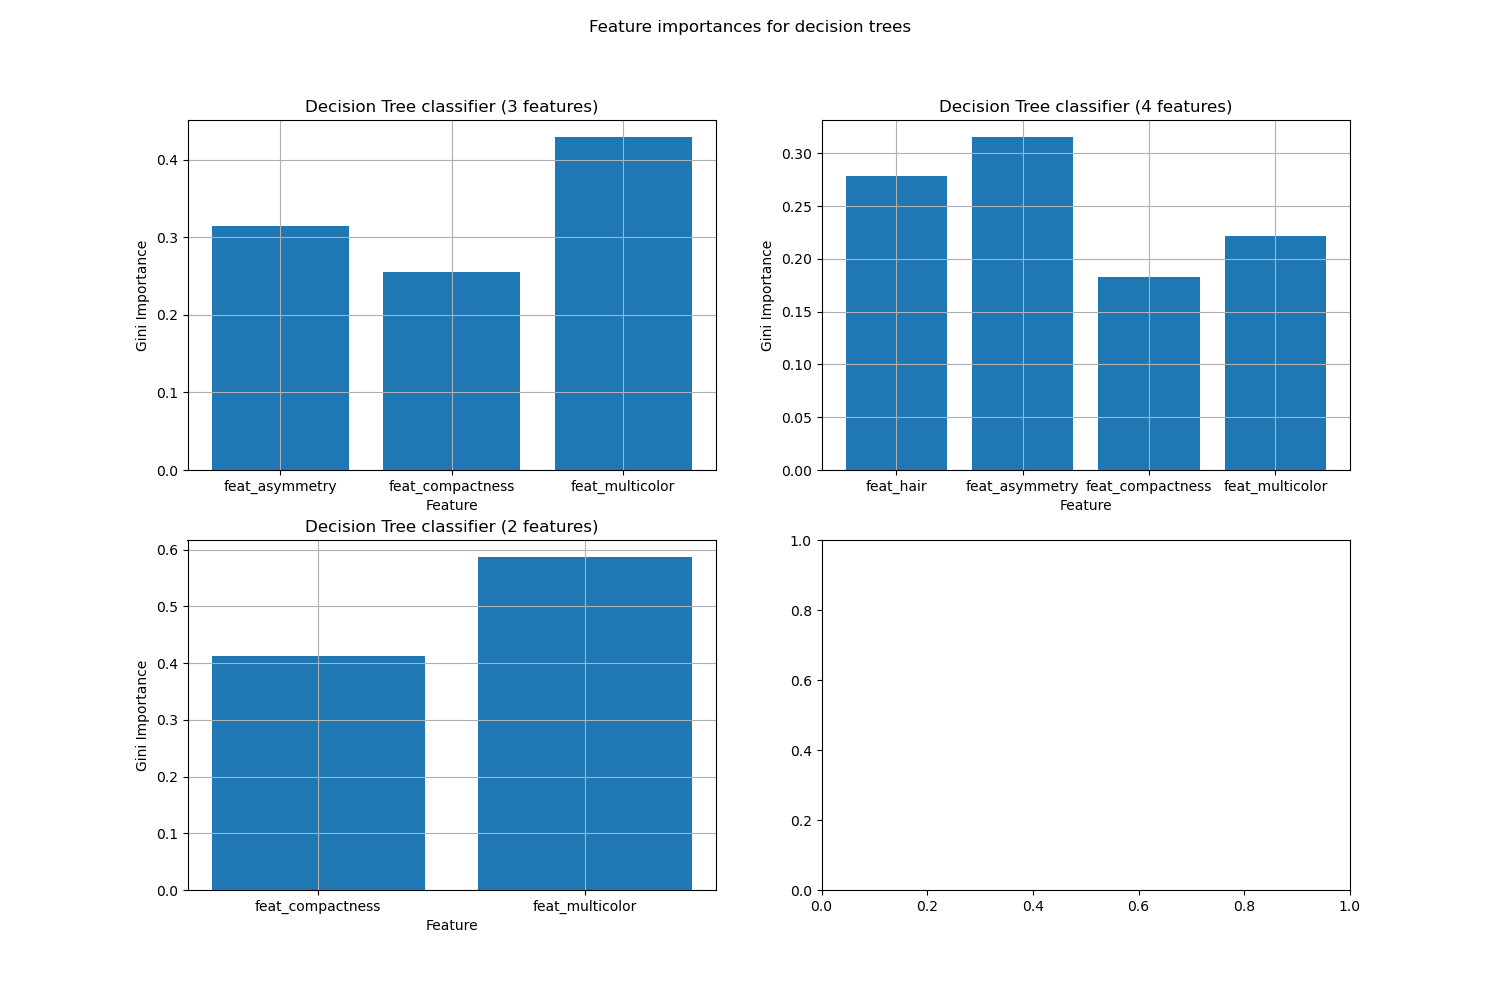 Feature importances for decision trees
Decision Tree classifier (3 features)
0.4
0.3
0.2
0.1
0.0
Gini Importance
feat_asymmetry feat_compactness feat_multicolor
Feature
Decision Tree classifier (4 features)
0.30
0.25
0.20
0.15
0.10
0.05
0.00
Gini Importance
feat_hair feat_asymmetry feat_compactness feat_multicolor
Feature
Decision Tree classifier (2 features)
0.6
0.5
0.4
0.3
0.2
0.1
0.0
Gini Importance
feat_compactness feat_multicolor
Feature
1.0
0.8
0.6
0.4
0.2
0.0
0.0 0.2 0.4 0.6 0.8 1.0